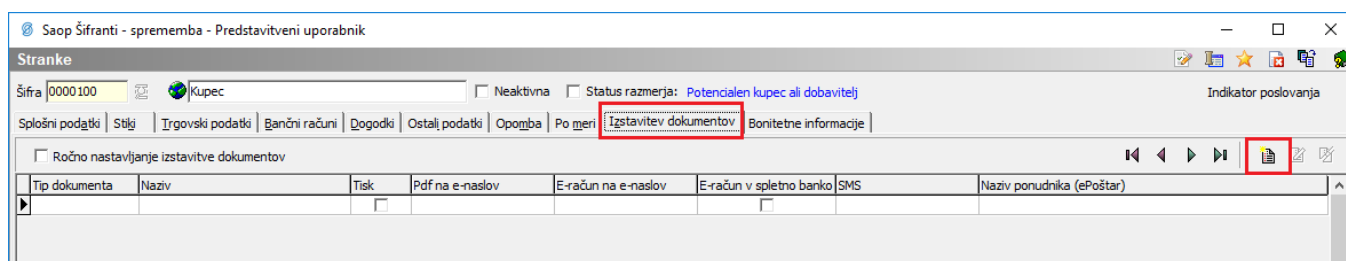 Saop Šifranti - sprememba - Predstavitveni uporabnik
Stranke
Šifra 0000100 Kupec Neaktivna Status razmerja: Potencialen kupec ali dobavitelj Indikator poslovanja
Splošni podatki Stiki Trgovski podatki Bančni računi Dogodki Ostali podatki Opomba Po meri Izstavitev dokumentov Bonitetne informacije
Ročno nastavljanje izstavitve dokumentov
Tip dokumenta Naziv Tisk Pdf na e-naslov E-račun na e-naslov E-račun v spletno banko SMS Naziv ponudnika (ePoštar)